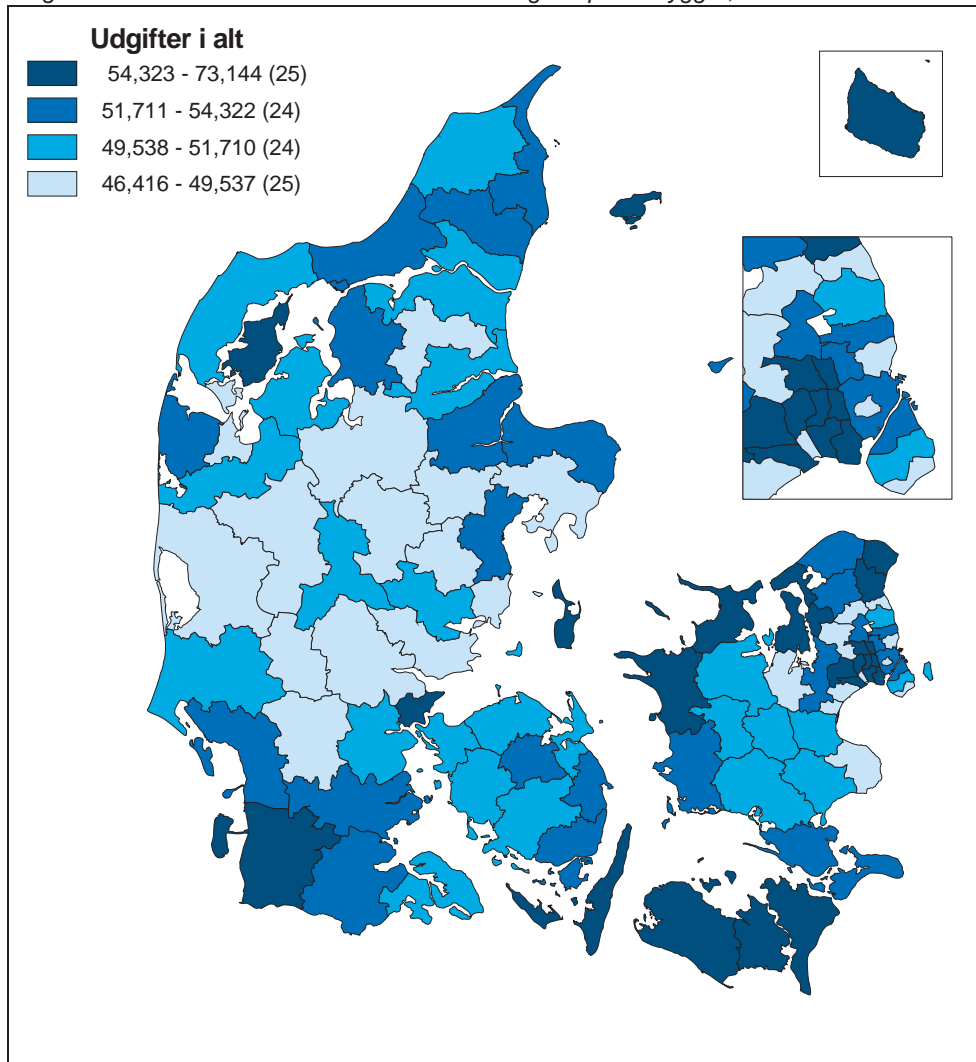 Udgifter i alt
54,323 - 73,144 (25)
51,711 - 54,322 (24)
49,538 - 51,710 (24)
46,416 - 49,537 (25)